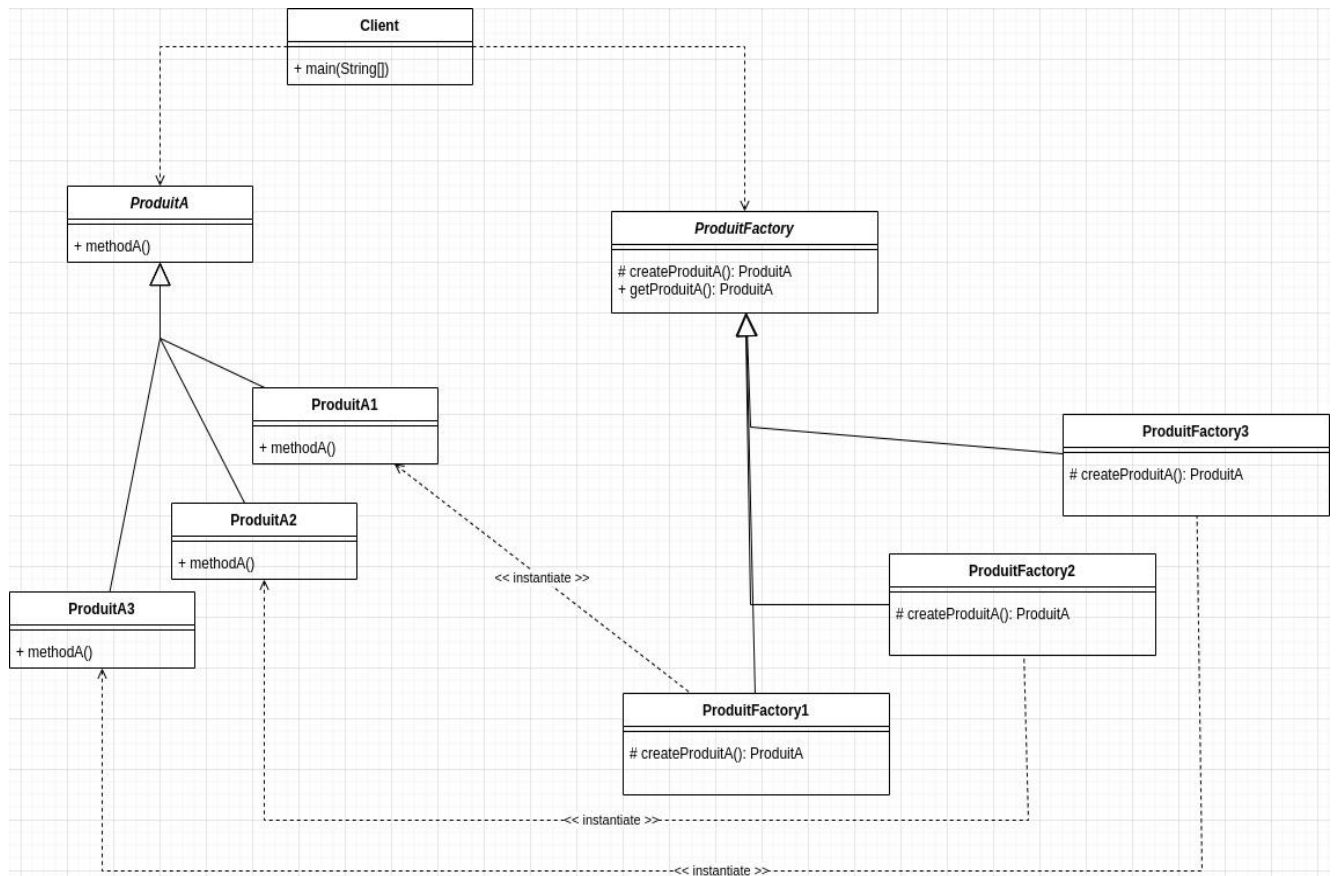 Client
+ main(String[])
ProduitA
+ methodA()
ProduitFactory
# createProduitA(): ProduitA
+ getProduitA(): ProduitA
ProduitA1
+ methodA()
ProduitFactory3
# createProduitA(): ProduitA
ProduitA2
+ methodA()
<< instantiate >>
ProduitFactory2
# createProduitA(): ProduitA
ProduitA3
+ methodA()
ProduitFactory1
# createProduitA(): ProduitA
<< instantiate >>
<< instantiate >>